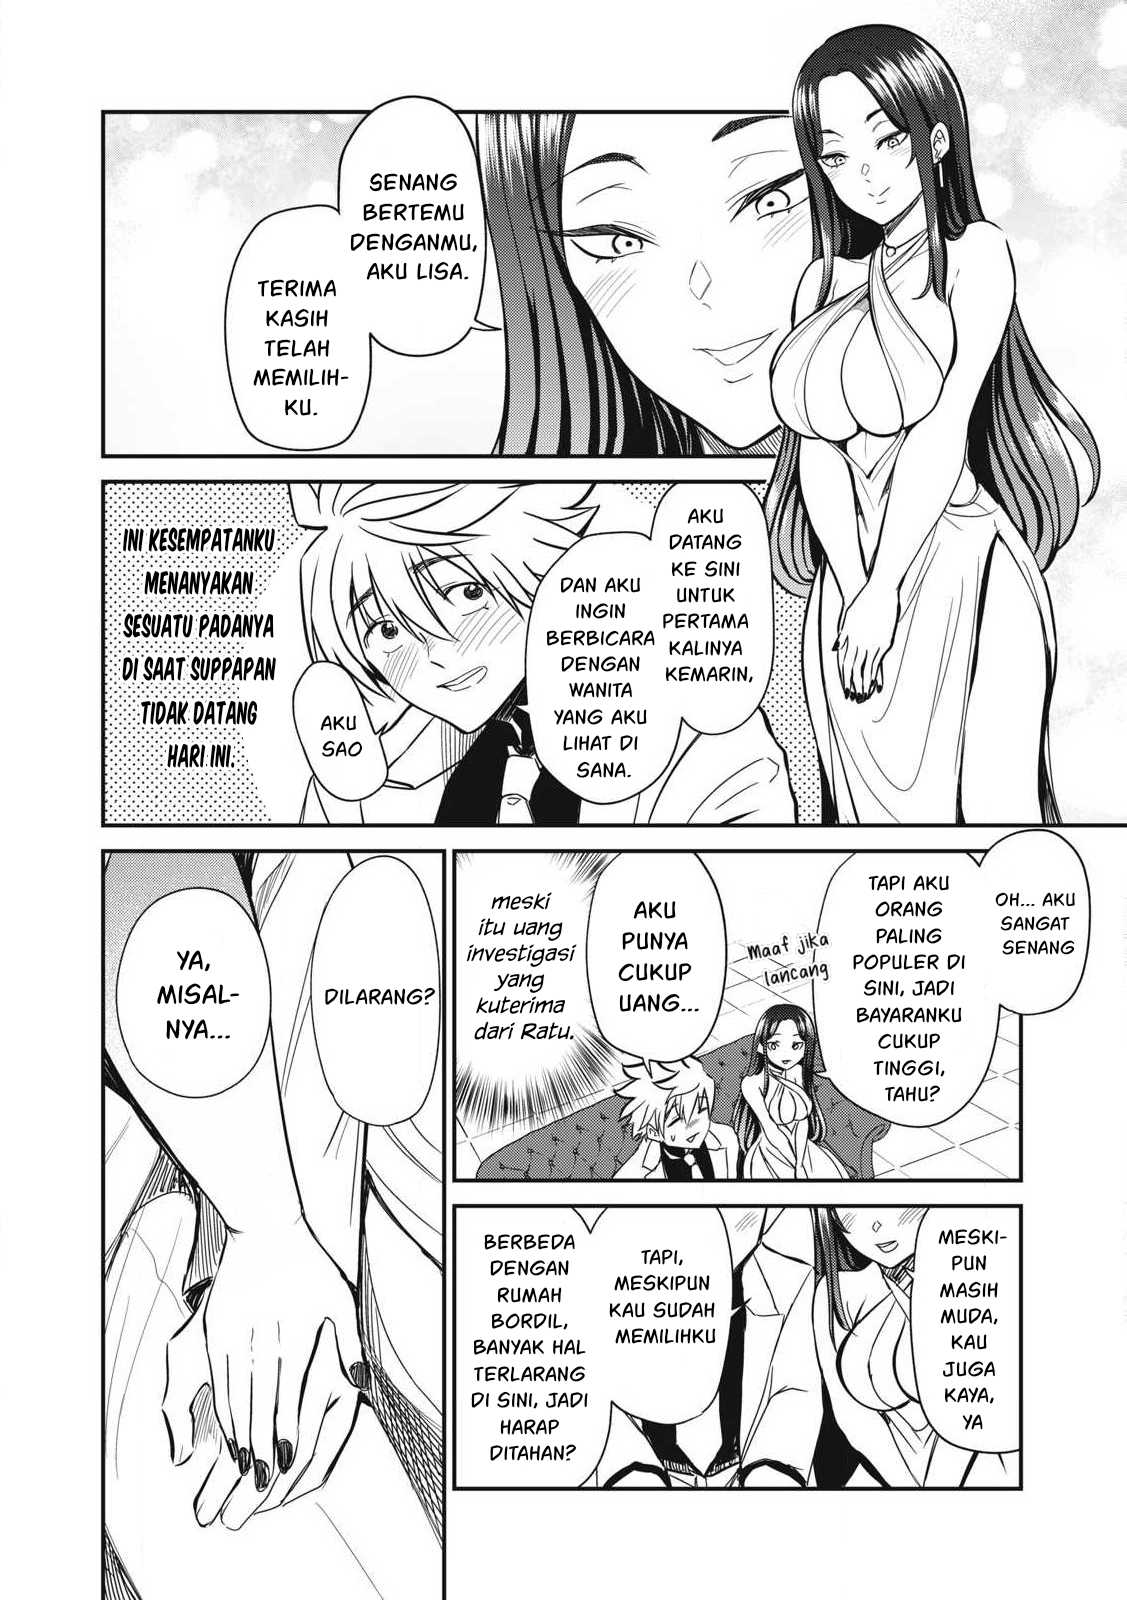 SENANG
BERTEMU
DENGANMU,
AKU LISA.
TERIMA
KASIH
TELAH
MEMILIH-
KU.
AKU
DATANG
KE SINI
UNTUK
PERTAMA
KALINYA
KEMARIN,
DAN AKU
INGIN
BERBICARA
DENGAN
WANITA
YANG AKU
LIHAT DI
SANA.
AKU
SAO
INI KESEMPATANKU
MENANYAKAN
SESUATU PADANYA
DI SAAT SUPPAPAN
TIDAK DATANG
HARI INI.
OH... AKU
SANGAT
SENANG
TAPI AKU
ORANG
PALING
POPULER DI
SINI, JADI
BAYARANKU
CUKUP
TINGGI,
TAHU?
Maaf jika
lancang
AKU
PUNYA
CUKUP
UANG...
meski
itu uang
investigasi
yang
kuterima
dari Ratu.
MESKI-
PUN
MASIH
MUDA,
KAU
JUGA
KAYA,
YA
TAPI,
MESKIPUN
KAU SUDAH
MEMILIHKU
BERBEDA
DENGAN
RUMAH
BORDIL,
BANYAK HAL
TERLARANG
DI SINI, JADI
HARAP
DITAHAN?
DILARANG?
YA,
MISAL-
NYA...